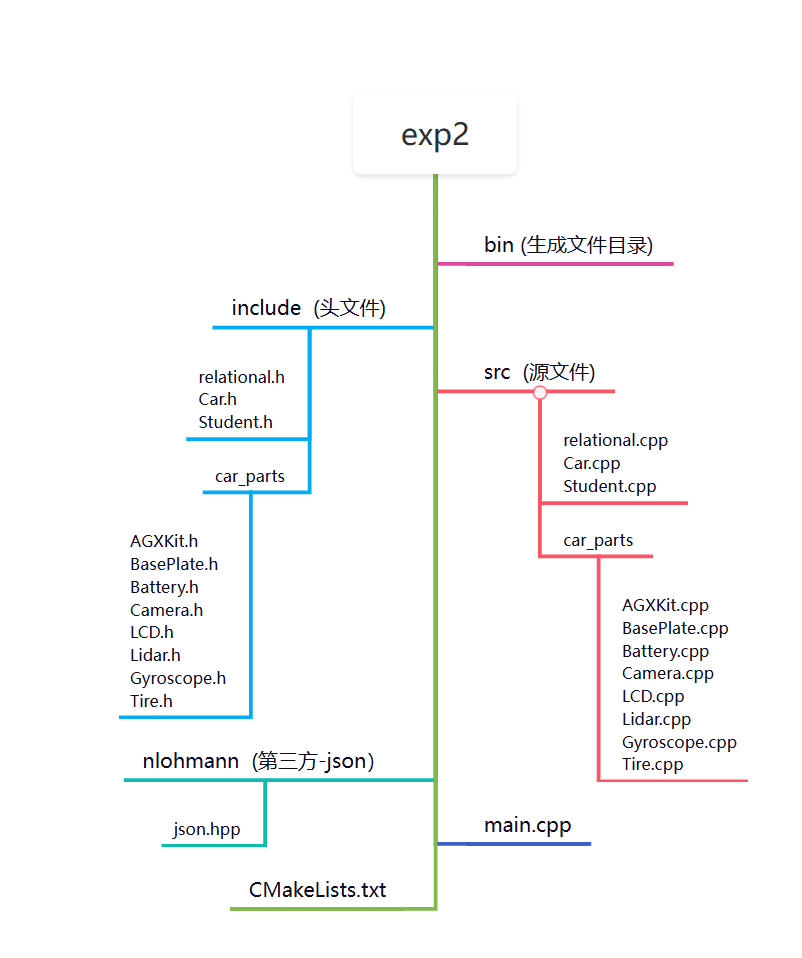 exp2
bin (生成文件目录)
include  (头文件)
src  (源文件)
relational.h
Car.h
Student.h
car_parts
AGXKit.h
BasePlate.h
Battery.h
Camera.h
LCD.h
Lidar.h
Gyroscope.h
Tire.h
relational.cpp
Car.cpp
Student.cpp
car_parts
AGXKit.cpp
BasePlate.cpp
Battery.cpp
Camera.cpp
LCD.cpp
Lidar.cpp
Gyroscope.cpp
Tire.cpp
nlohmann  (第三方-json）
json.hpp
main.cpp
CMakeLists.txt